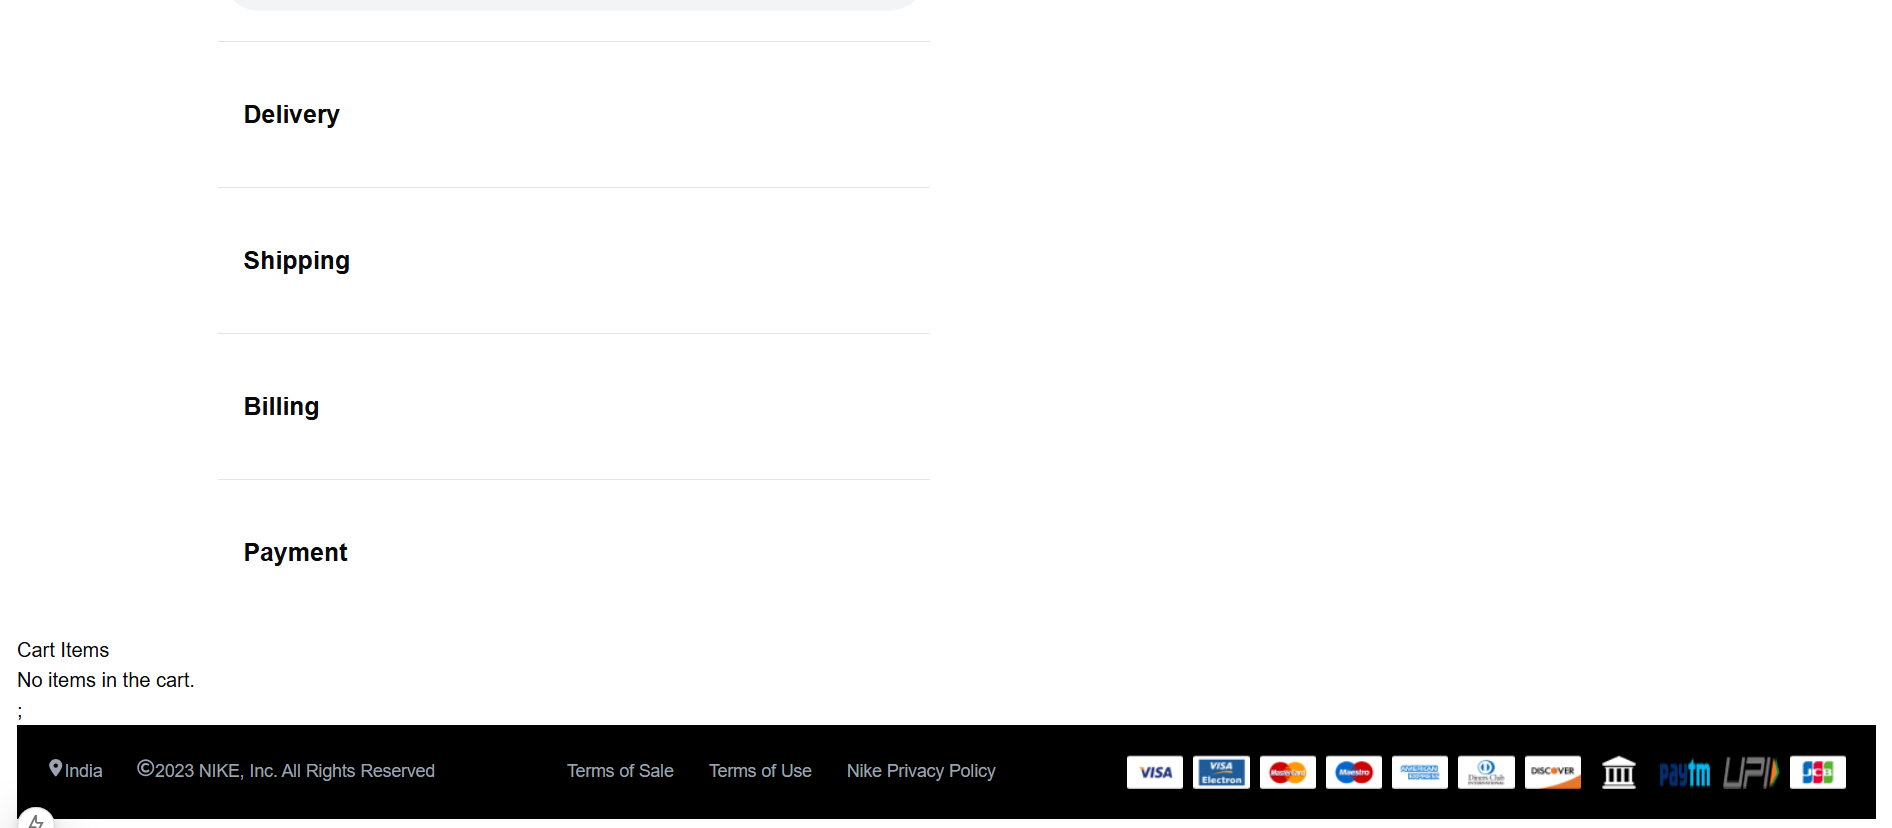 Delivery
Shipping
Billing
Payment
Cart Items
No items in the cart.
;
India ©2023 NIKE, Inc. All Rights Reserved Terms of Sale Terms of Use Nike Privacy Policy VISA VISA Electron MasterCard Maestro AMERICAN EXPRESS Diners Club INTERNATIONAL DISCOVER paytm UPI JCB